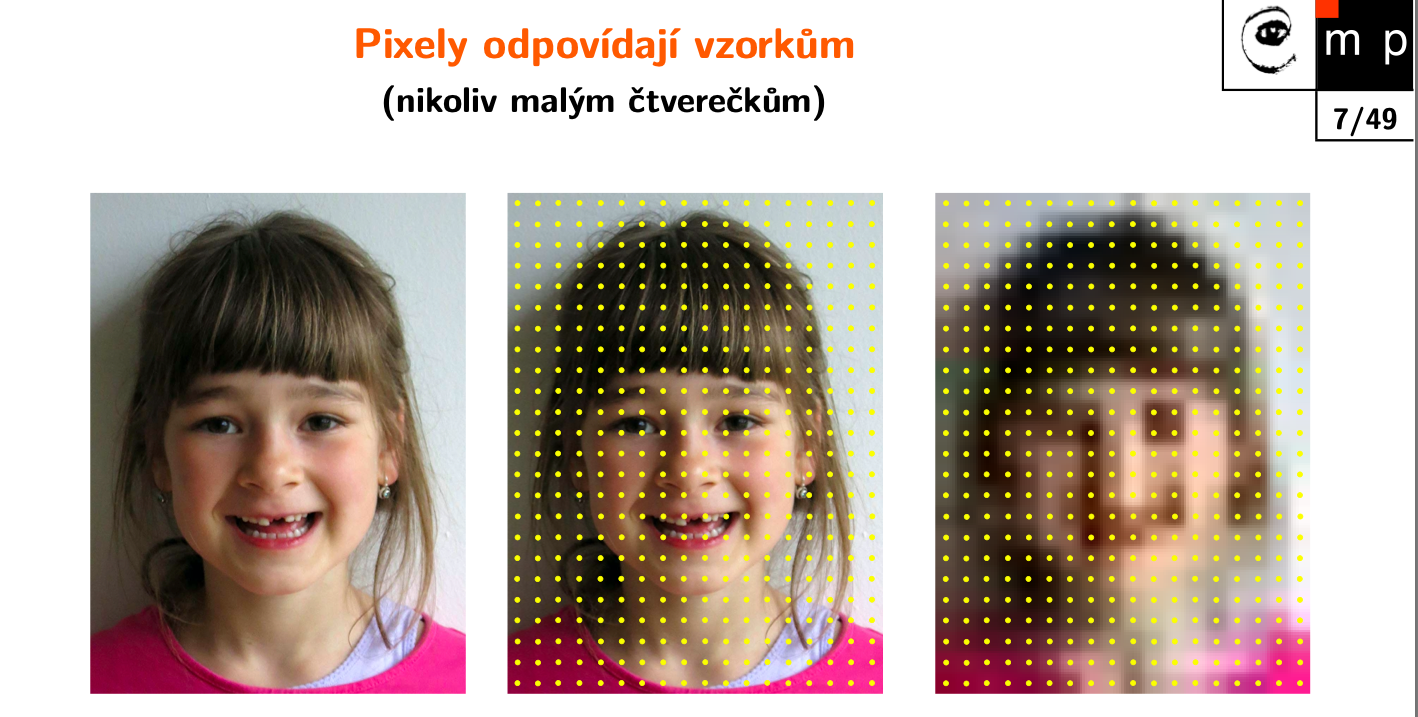 Pixely odpovídají vzorkům
(nikoliv malým čtverečkům)
m p
7/49